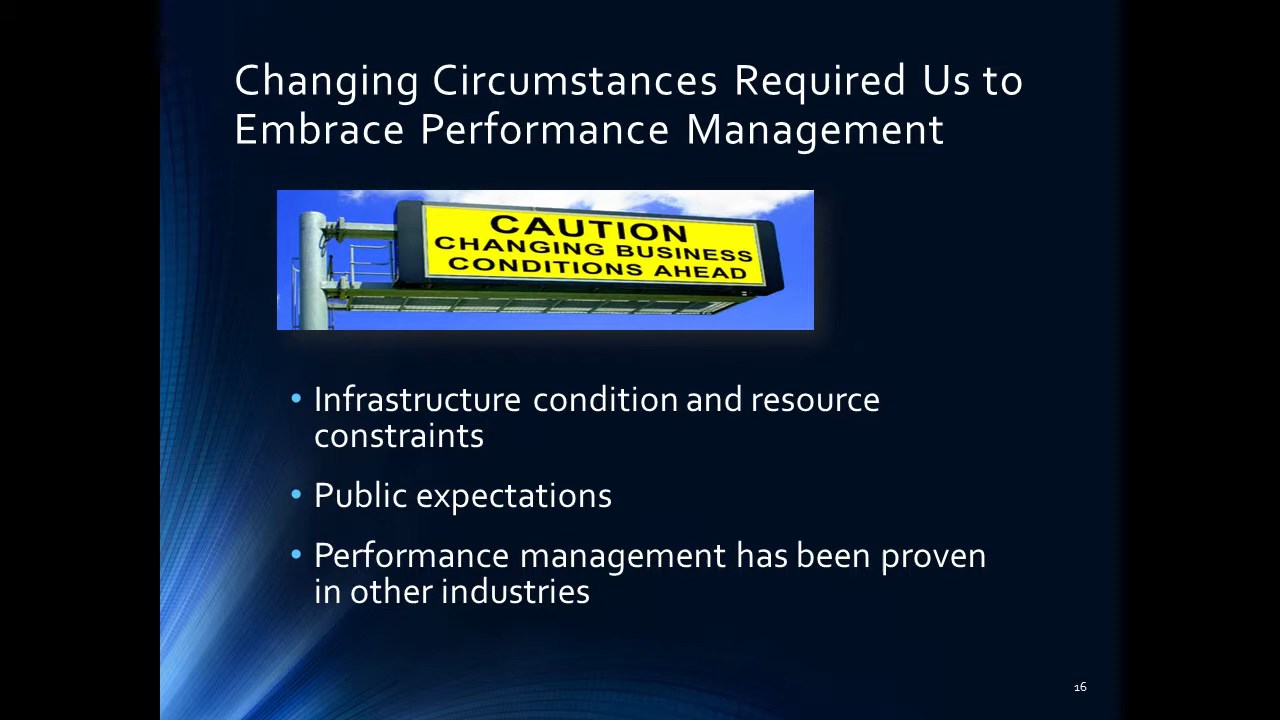 Changing Circumstances Required Us to
Embrace Performance Management
CAUTION
CHANGING BUSINESS
CONDITIONS AHEAD
• Infrastructure condition and resource
constraints
• Public expectations
• Performance management has been proven
in other industries
16